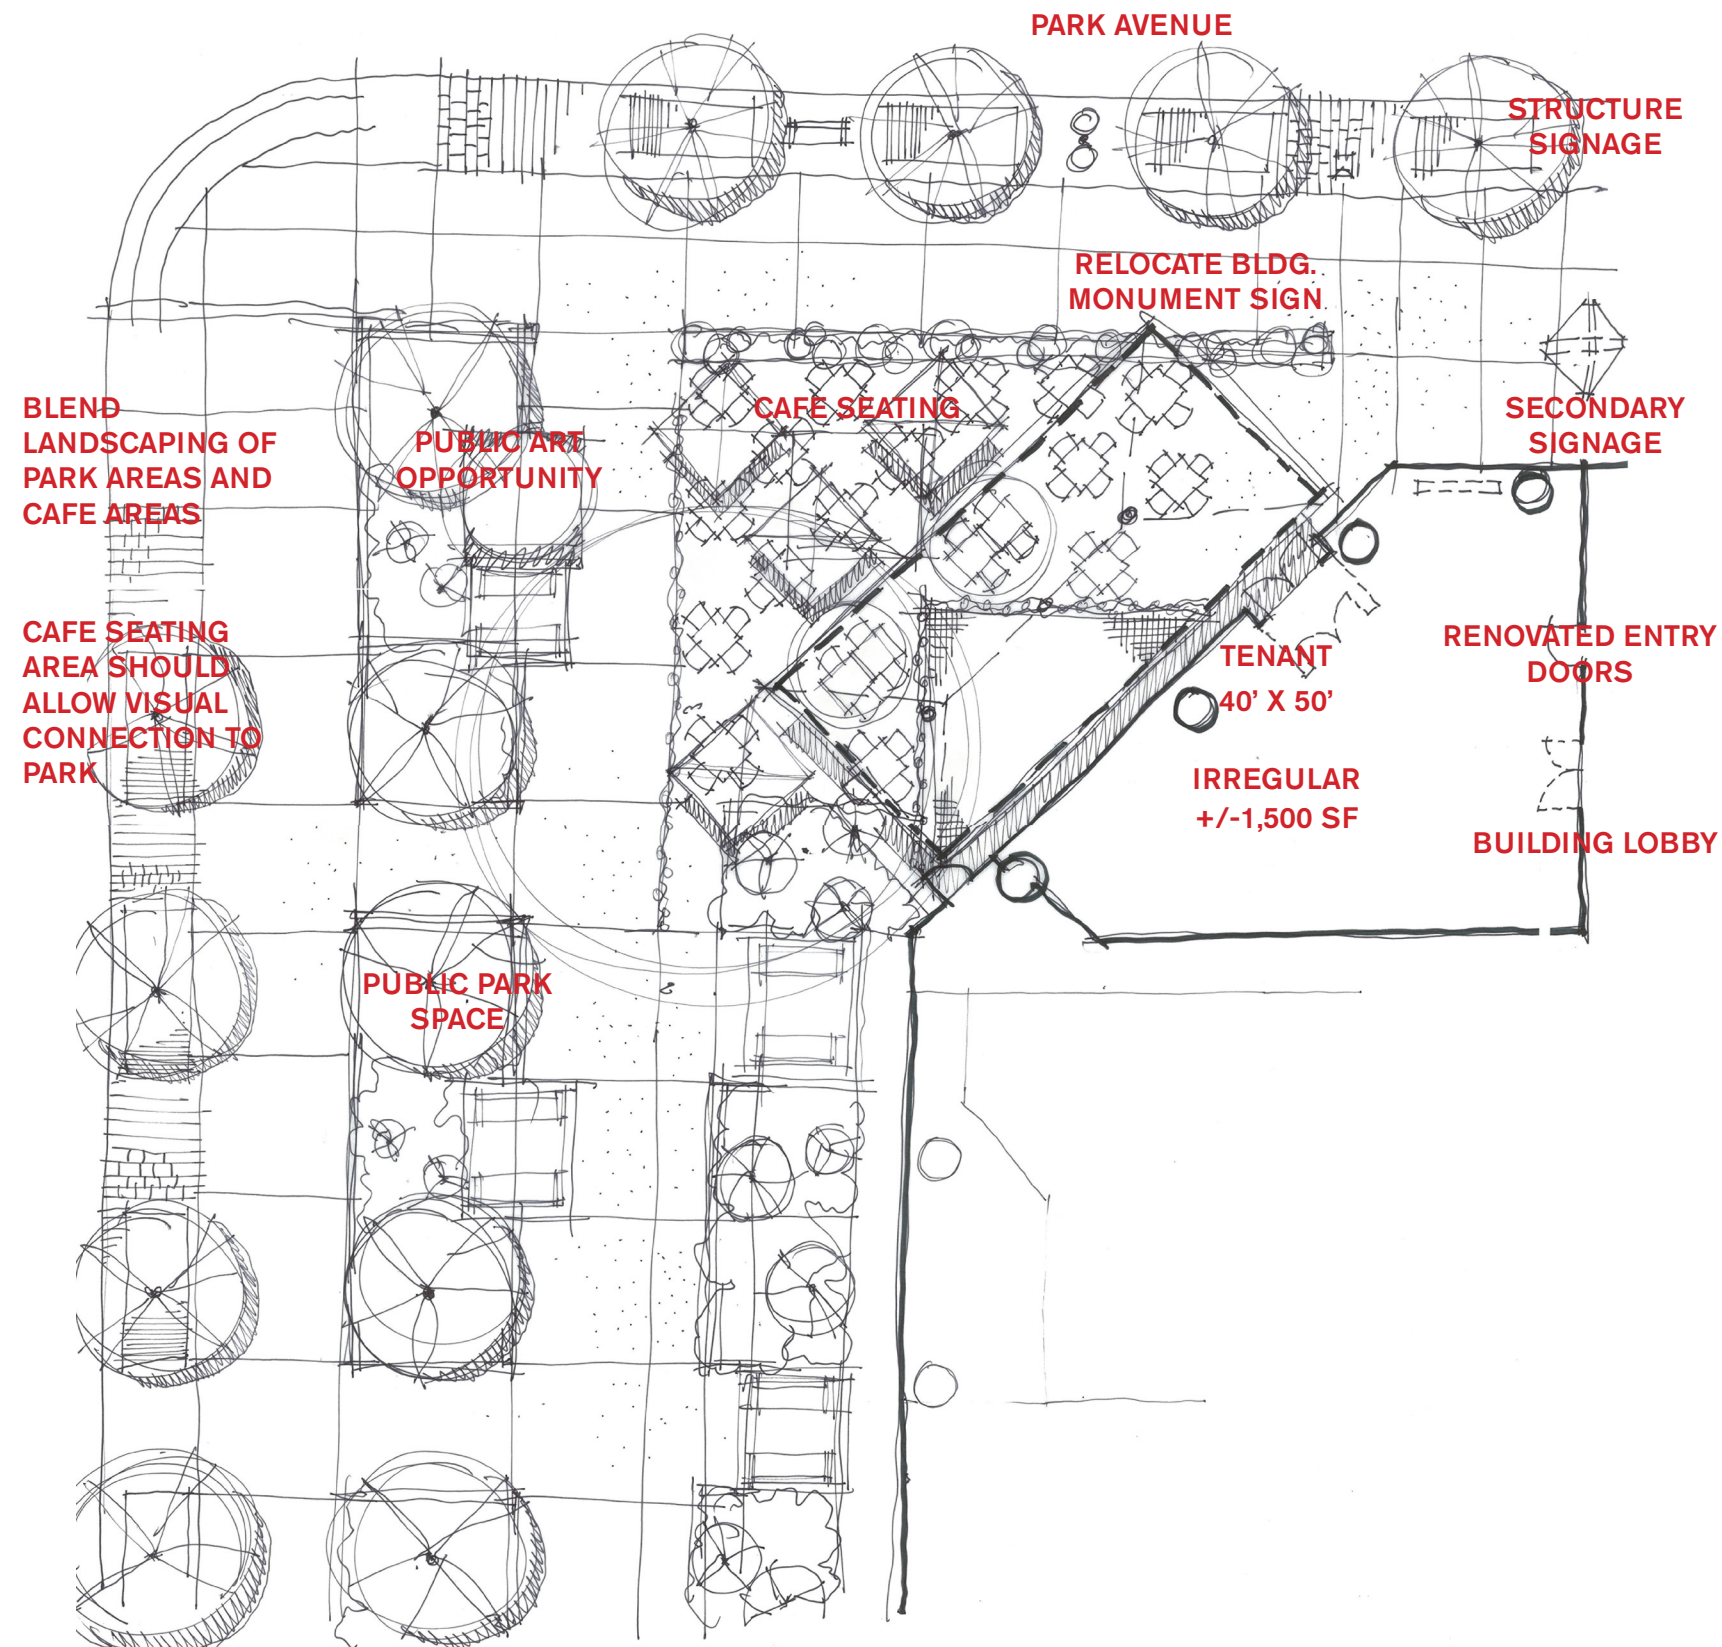 PARK AVENUE
STRUCTURE
SIGNAGE
RELOCATE BLDG.
MONUMENT SIGN
BLEND
LANDSCAPING OF
PARK AREAS AND
CAFE AREAS
PUBLIC ART
OPPORTUNITY
CAFE SEATING
SECONDARY
SIGNAGE
CAFE SEATING
AREA SHOULD
ALLOW VISUAL
CONNECTION TO
PARK
TENANT
40’ X 50’
RENOVATED ENTRY
DOORS
IRREGULAR
+/-1,500 SF
BUILDING LOBBY
PUBLIC PARK
SPACE